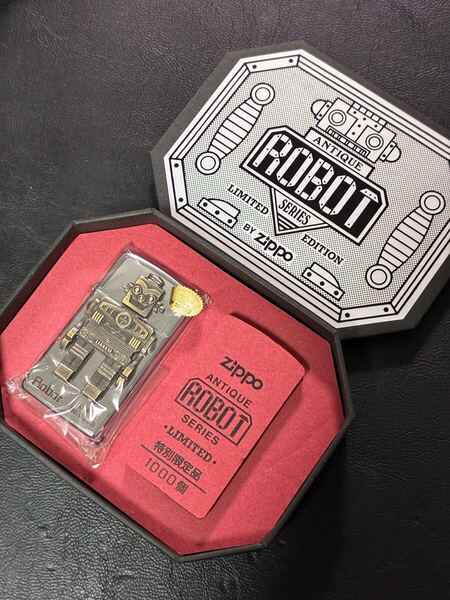 ANTIQUE
ROBOT
SERIES
LIMITED EDITION
BY Zippo
Robot
Zippo
ANTIQUE
ROBOT
SERIES
・LIMITED・
特別限定品
1000個